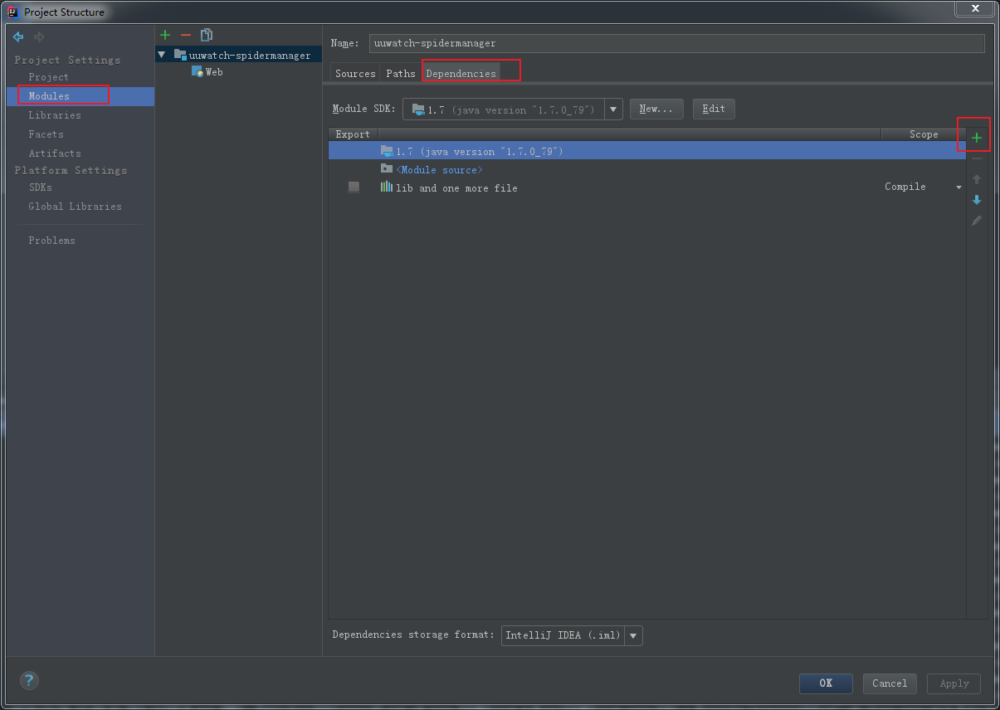 Project Structure
Project Settings
Project
Modules
Libraries
Facets
Artifacts
Platform Settings
SDKs
Global Libraries
Problems
uuwatch-spidermanager
Web
Name: uuwatch-spidermanager
Sources Paths Dependencies
Module SDK: 1.7 (java version "1.7.0_79") New... Edit
Export Scope
1.7 (java version "1.7.0_79")
<Module source>
lib and one more file Compile
Dependencies storage format: IntelliJ IDEA (.iml)
? OK Cancel Apply